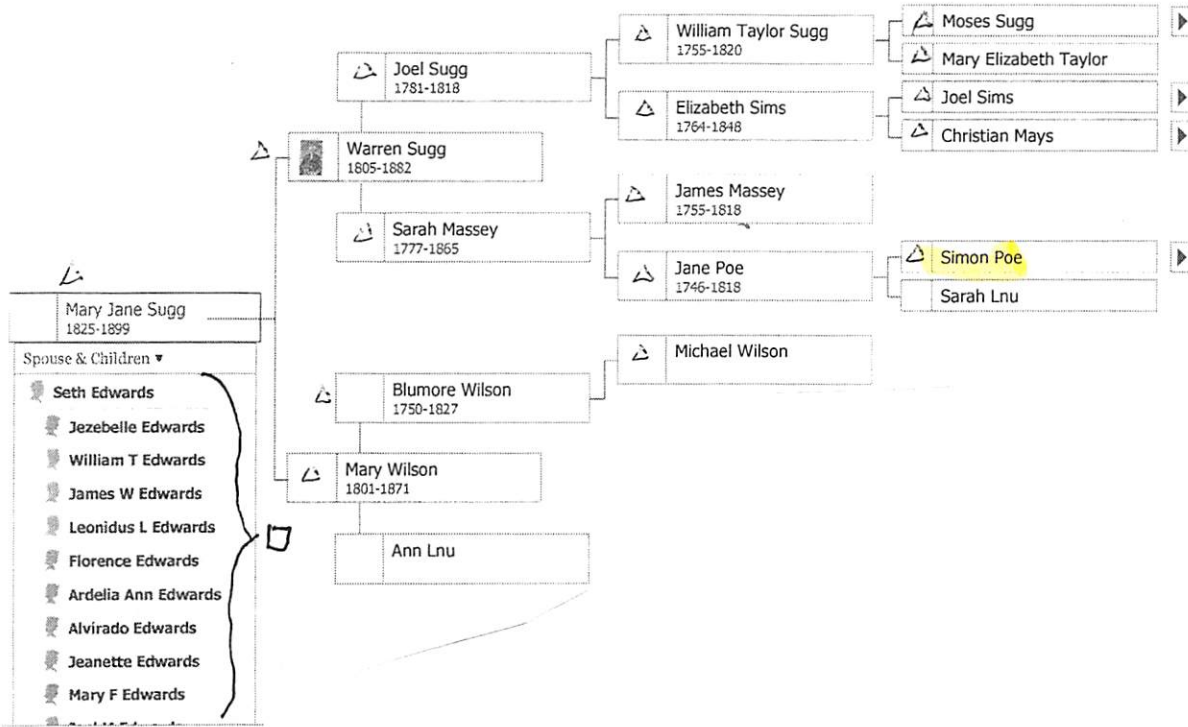 William Taylor Sugg
1755-1820
Moses Sugg
Mary Elizabeth Taylor
Joel Sugg
1781-1818
Elizabeth Sims
1764-1848
Joel Sims
Christian Mays
Warren Sugg
1805-1882
James Massey
1755-1818
Sarah Massey
1777-1865
Jane Poe
1746-1818
Simon Poe
Sarah Lnu
Mary Jane Sugg
1825-1899
Michael Wilson
Blumore Wilson
1750-1827
Mary Wilson
1801-1871
Ann Lnu
Spouse & Children ▼
Seth Edwards
Jezebelle Edwards
William T Edwards
James W Edwards
Leonidus L Edwards
Florence Edwards
Ardelia Ann Edwards
Alvirado Edwards
Jeanette Edwards
Mary F Edwards